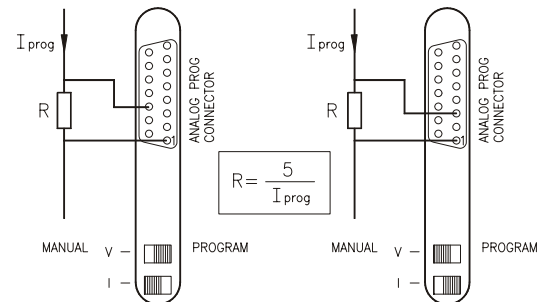 I prog
R
ANALOG PROG
CONNECTOR
1
MANUAL
V –
I –
PROGRAM
R = 5 / I prog
I prog
R
ANALOG PROG
CONNECTOR
1
MANUAL
V –
I –
PROGRAM